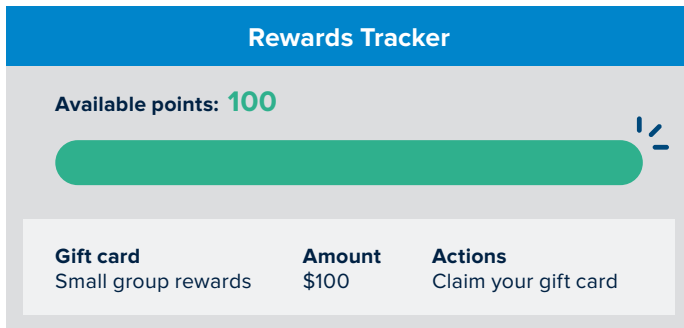 Rewards Tracker
Available points: 100
Gift card Amount Actions
Small group rewards $100 Claim your gift card